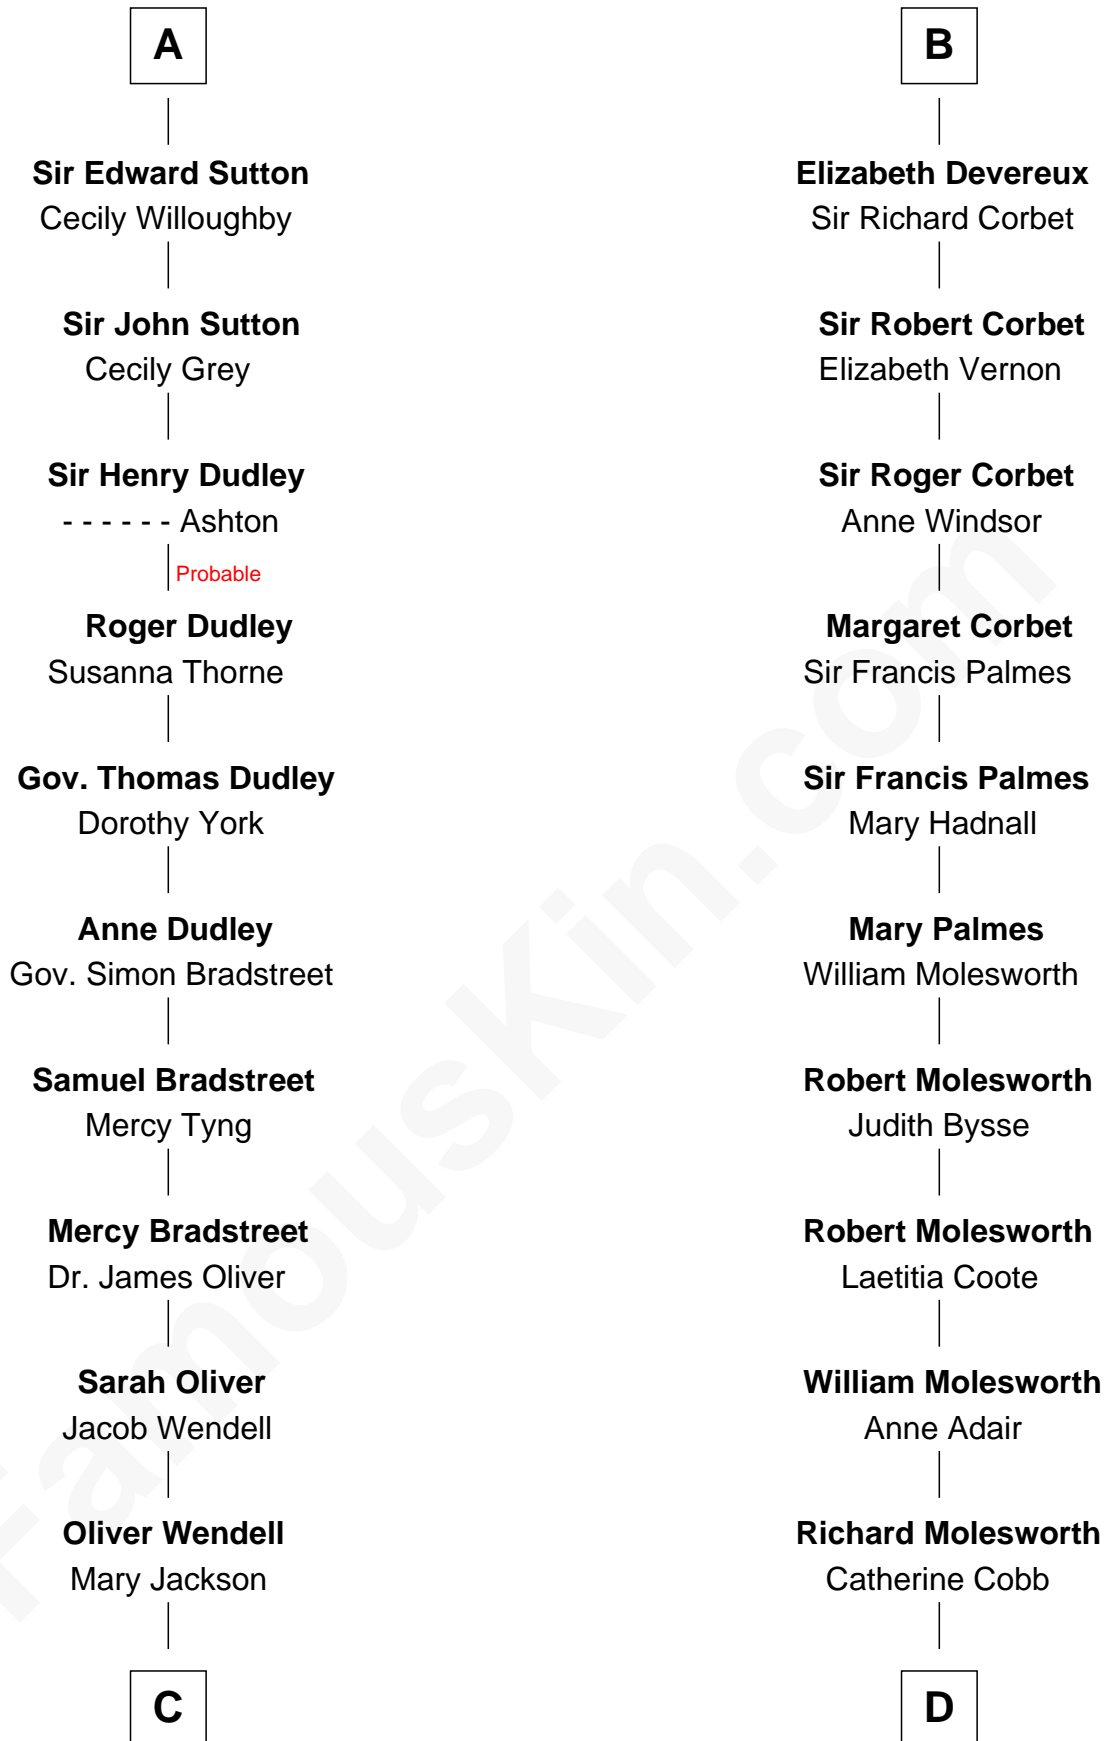 A
Sir Edward Sutton
Cecily Willoughby
Sir John Sutton
Cecily Grey
Sir Henry Dudley
- - - - - - Ashton
Probable
Roger Dudley
Susanna Thorne
Gov. Thomas Dudley
Dorothy York
Anne Dudley
Gov. Simon Bradstreet
Samuel Bradstreet
Mercy Tyng
Mercy Bradstreet
Dr. James Oliver
Sarah Oliver
Jacob Wendell
Oliver Wendell
Mary Jackson
C
B
Elizabeth Devereux
Sir Richard Corbet
Sir Robert Corbet
Elizabeth Vernon
Sir Roger Corbet
Anne Windsor
Margaret Corbet
Sir Francis Palmes
Sir Francis Palmes
Mary Hadnall
Mary Palmes
William Molesworth
Robert Molesworth
Judith Bysse
Robert Molesworth
Laetitia Coote
William Molesworth
Anne Adair
Richard Molesworth
Catherine Cobb
D
FamousKin.com